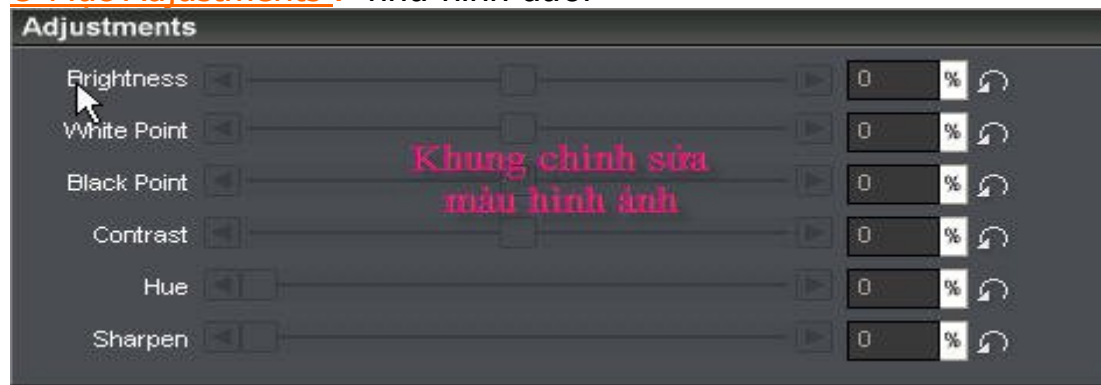 Adjustments
Brightness 0 %
White Point 0 %
Khung chỉnh sửa
Black Point 0 %
màu hình ảnh
Contrast 0 %
Hue 0 %
Sharpen 0 %